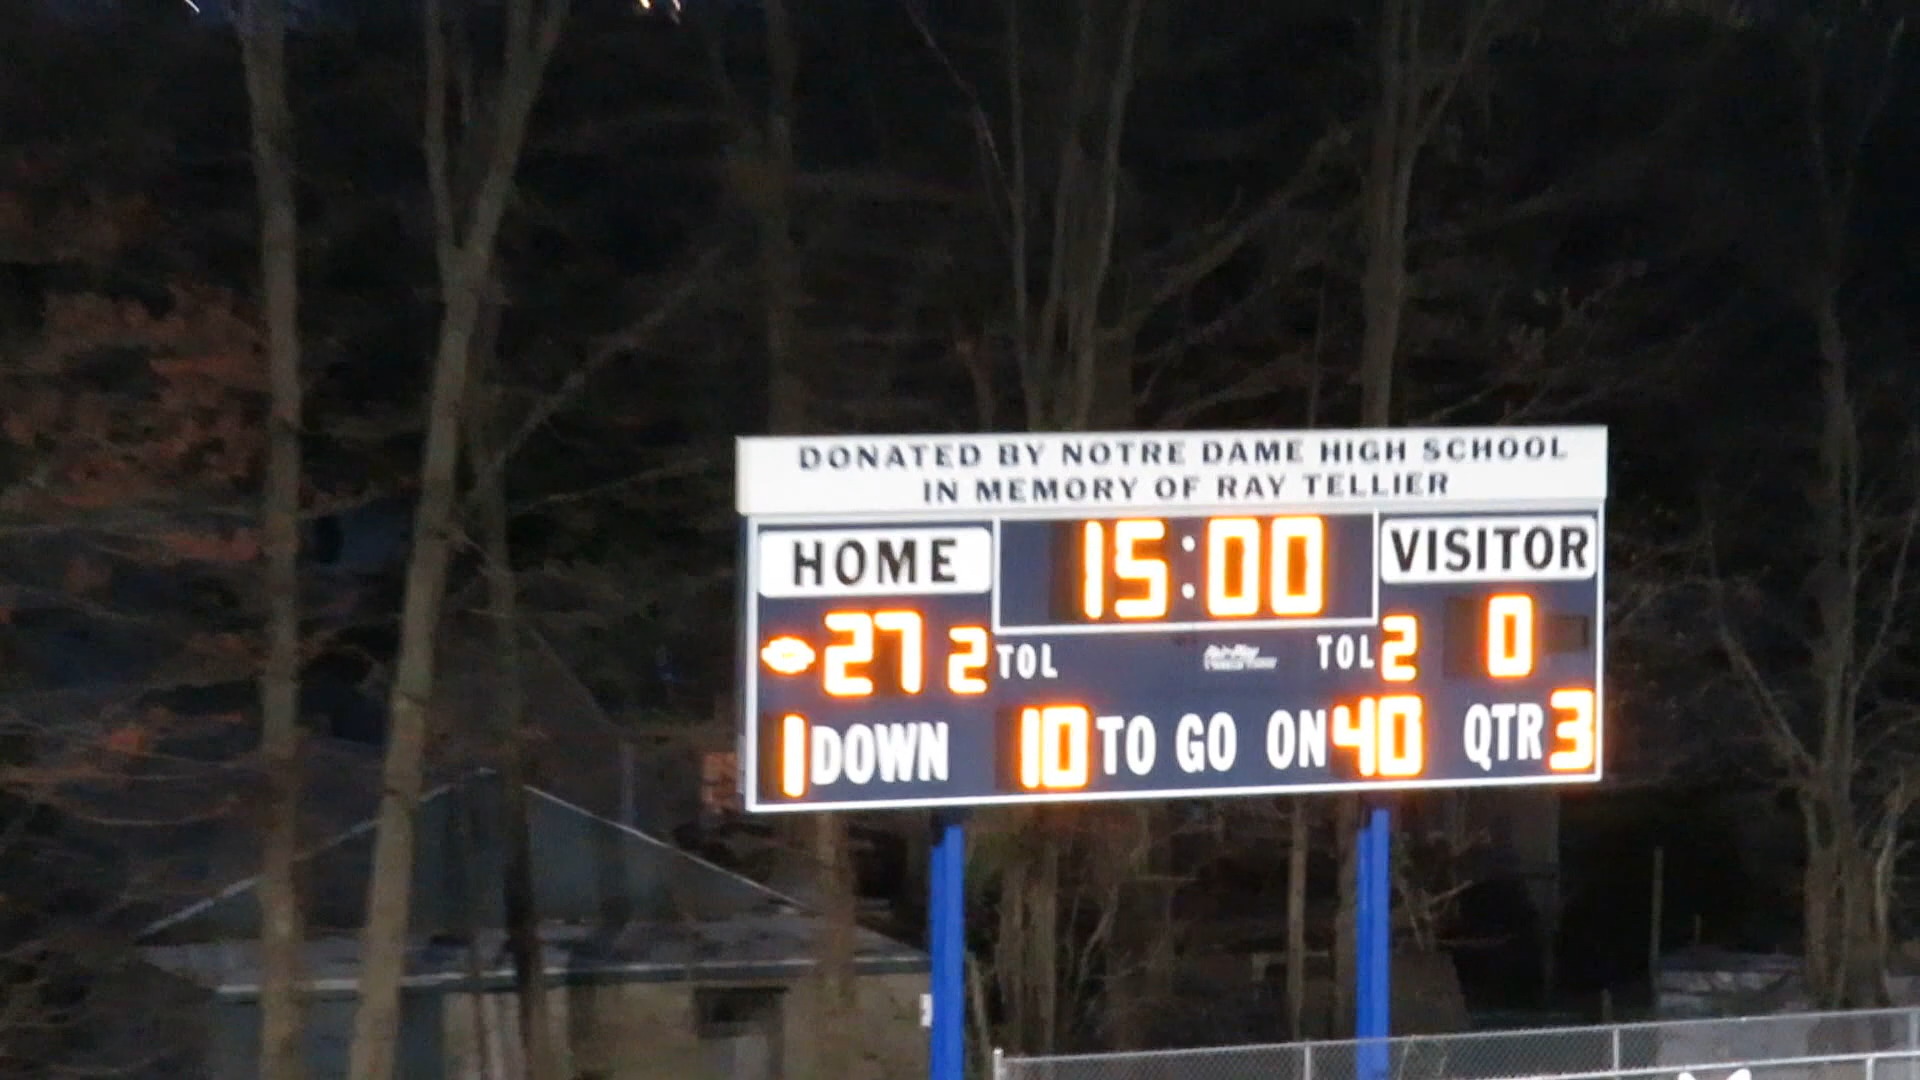 DONATED BY NOTRE DAME HIGH SCHOOL
IN MEMORY OF RAY TELLIER
HOME 15:00 VISITOR
27 2 TOL TOL 2 0
1 DOWN 10 TO GO ON 40 QTR 3